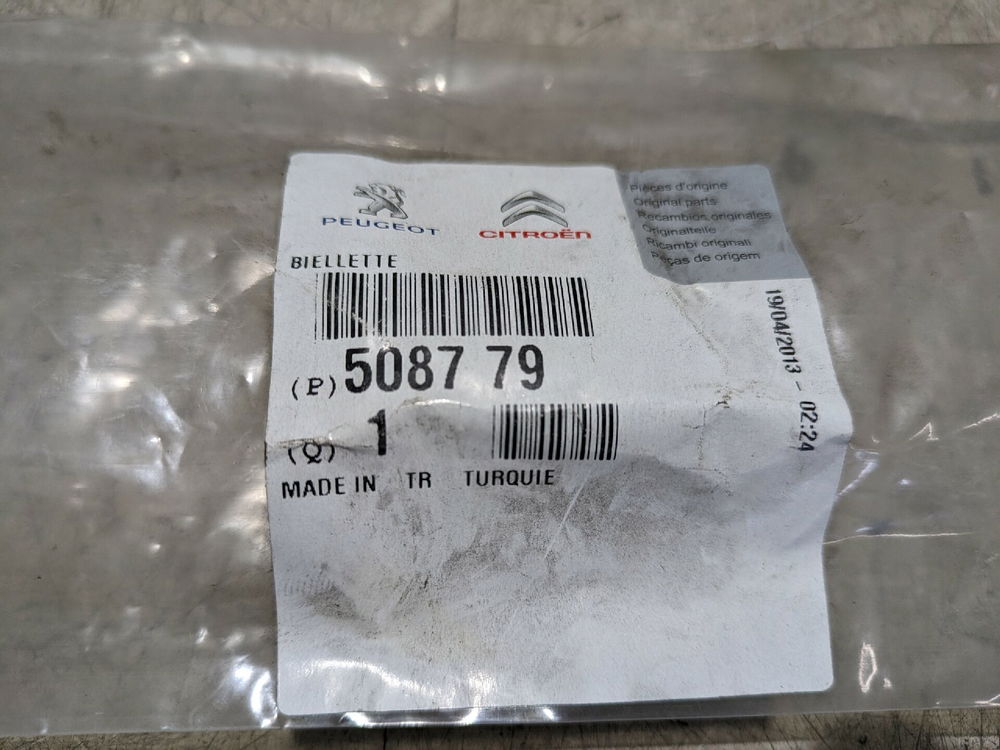 PEUGEOT
CITROËN
Pièces d'origine
Original parts
Recambios originales
Originalteile
Ricambi originali
Peças de origem
BIELLETTE
(P) 5087 79
(Q) 1
MADE IN TR TURQUIE
19/04/2013 - 02:24